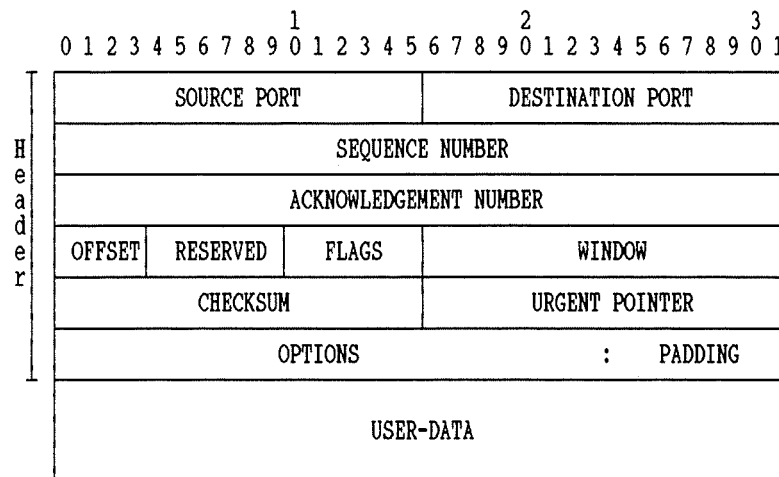 1 2 3
0 1 2 3 4 5 6 7 8 9 0 1 2 3 4 5 6 7 8 9 0 1 2 3 4 5 6 7 8 9 0 1
Header
SOURCE PORT DESTINATION PORT
SEQUENCE NUMBER
ACKNOWLEDGEMENT NUMBER
OFFSET RESERVED FLAGS WINDOW
CHECKSUM URGENT POINTER
OPTIONS : PADDING
USER-DATA